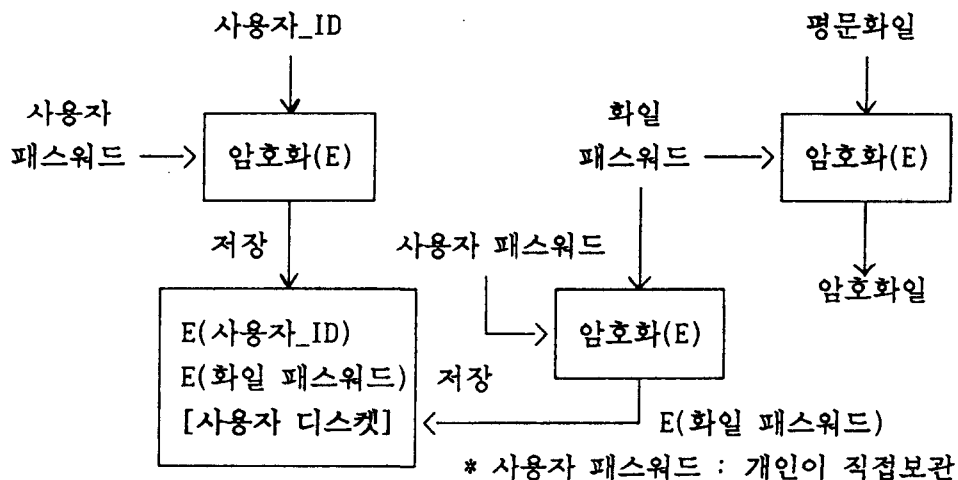 사용자_ID
평문화일
사용자
패스워드
암호화(E)
화일
패스워드
암호화(E)
저장
사용자 패스워드
암호화일
암호화(E)
E(사용자_ID)
E(화일 패스워드)
[사용자 디스켓]
저장
E(화일 패스워드)
* 사용자 패스워드 : 개인이 직접보관